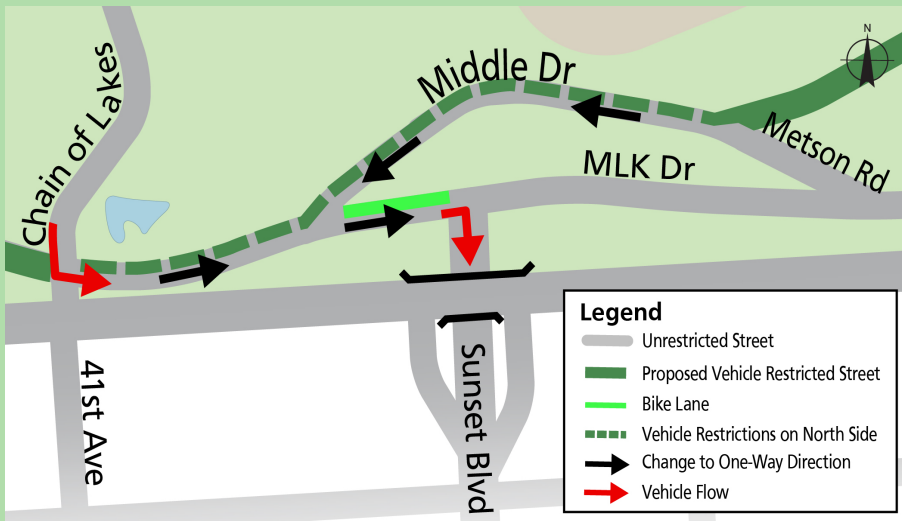 N
Middle Dr
Chain of Lakes
Metson Rd
MLK Dr
41st Ave
Sunset Blvd
Legend
Unrestricted Street
Proposed Vehicle Restricted Street
Bike Lane
Vehicle Restrictions on North Side
Change to One-Way Direction
Vehicle Flow